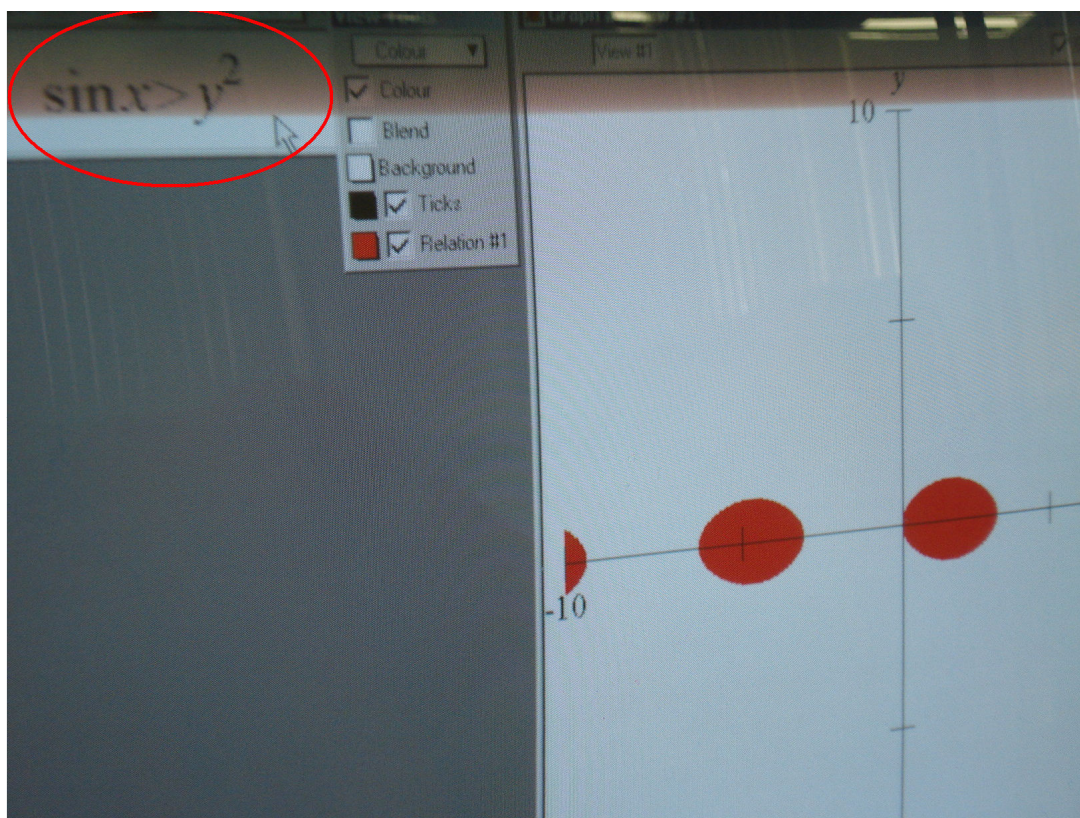 sin x > y²
Colour
Colour
Blend
Background
Ticks
Relation #1
View #1
y
10
-10